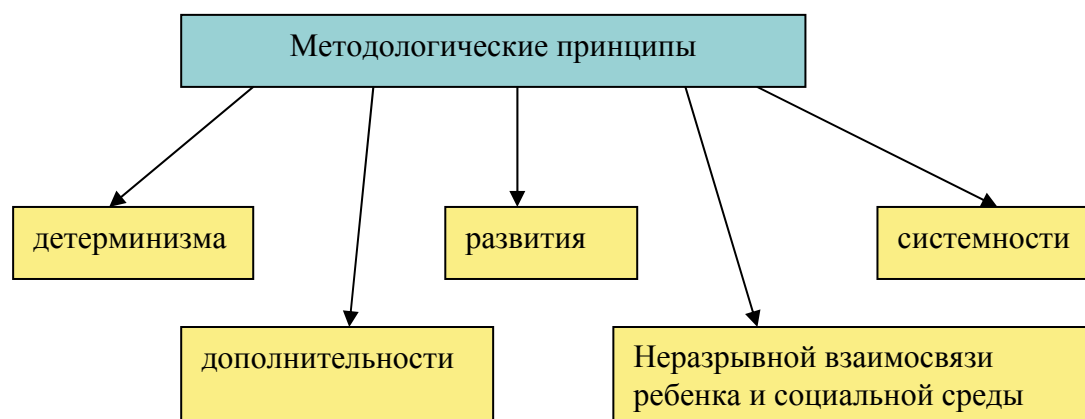 Методологические принципы
детерминизма
развития
системности
дополнительности
Неразрывной взаимосвязи
ребенка и социальной среды